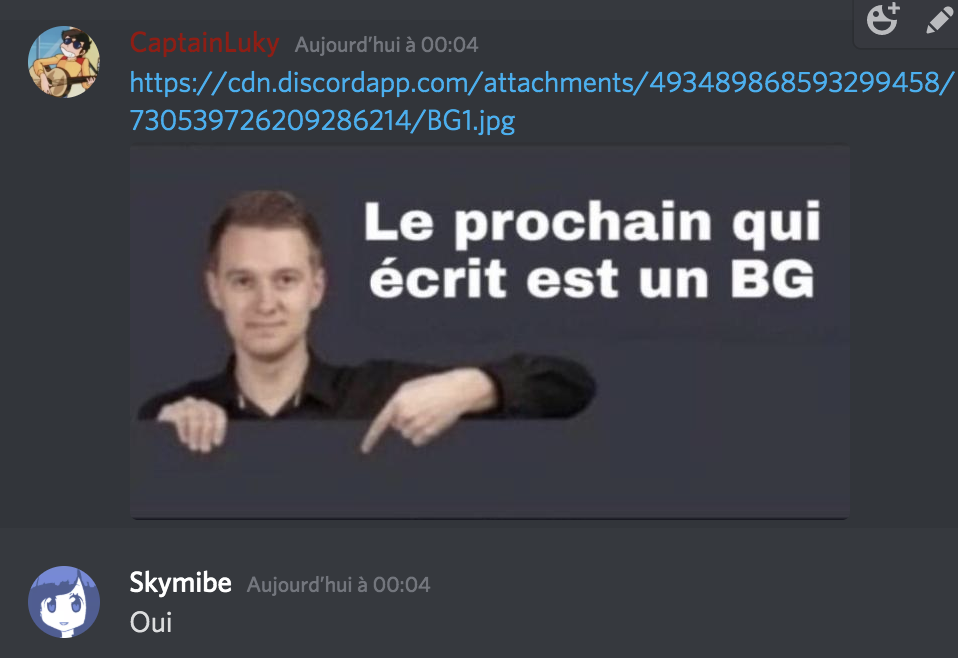 CaptainLuky Aujourd'hui à 00:04
https://cdn.discordapp.com/attachments/493489868593299458/
730539726209286214/BG1.jpg
Le prochain qui
écrit est un BG
Skymibe Aujourd'hui à 00:04
Oui